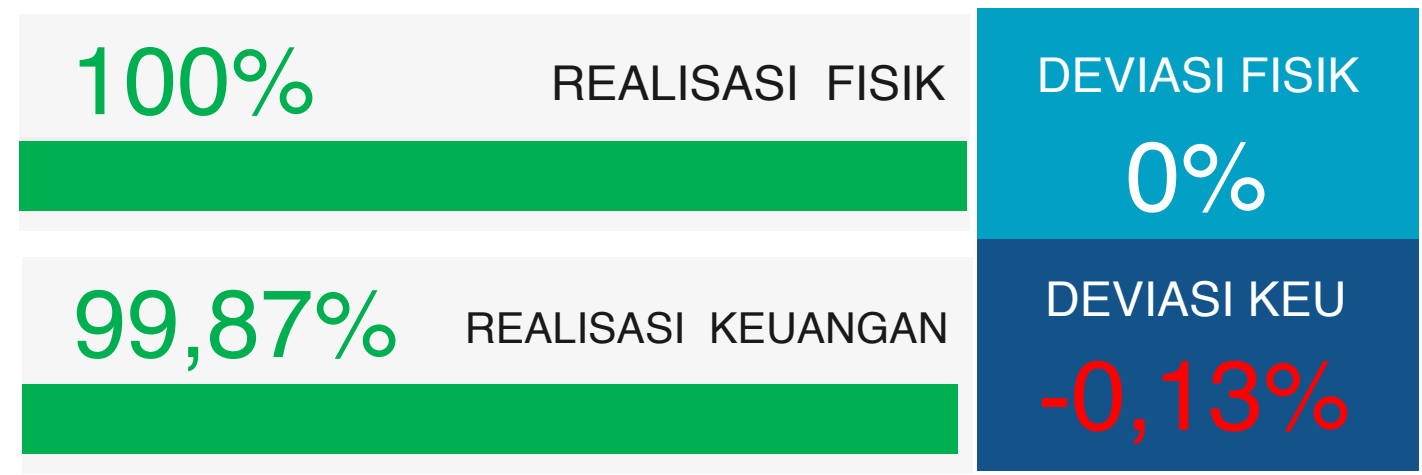 100%
REALISASI FISIK
DEVIASI FISIK
0%
99,87%
REALISASI KEUANGAN
DEVIASI KEU
-0,13%